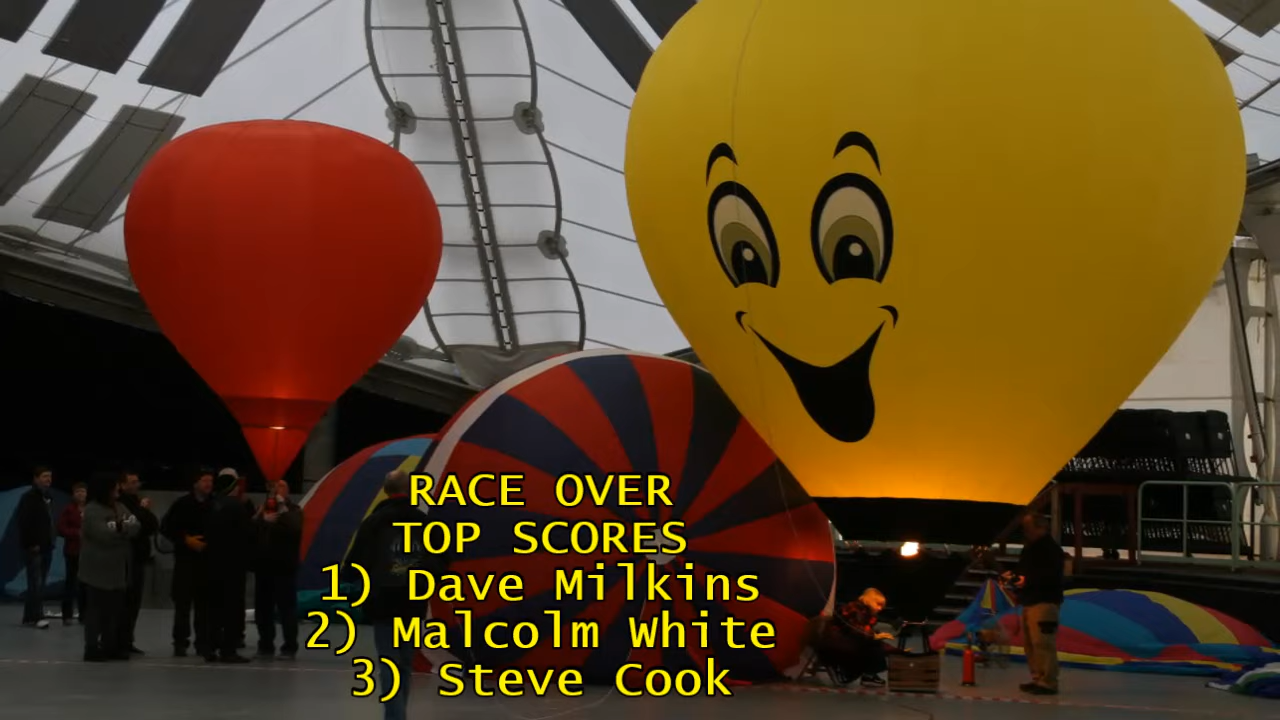 RACE OVER
TOP SCORES
1) Dave Milkins
2) Malcolm White
3) Steve Cook